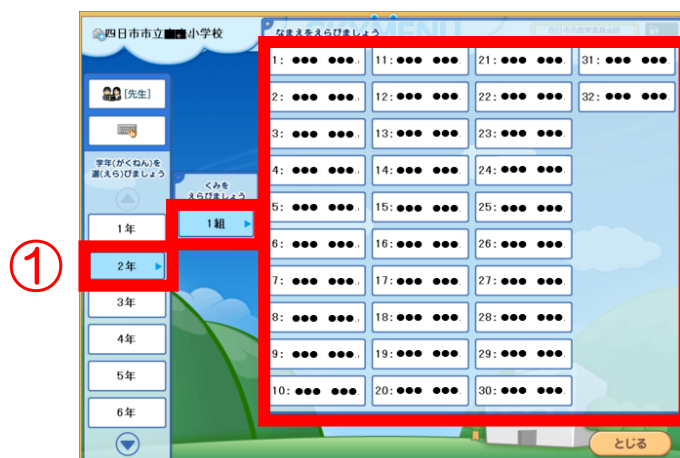 四日市市立 小学校
なまえをえらびましょう
[先生]
学年(がくねん)を
選(えら)びましょう
くみを
えらびましょう
①
1年
2年
3年
4年
5年
6年
1組
1: ●●● ●●●
2: ●●● ●●●
3: ●●● ●●●
4: ●●● ●●●
5: ●●● ●●●
6: ●●● ●●●
7: ●●● ●●●
8: ●●● ●●●
9: ●●● ●●●
10: ●●● ●●●
11: ●●● ●●●
12: ●●● ●●●
13: ●●● ●●●
14: ●●● ●●●
15: ●●● ●●●
16: ●●● ●●●
17: ●●● ●●●
18: ●●● ●●●
19: ●●● ●●●
20: ●●● ●●●
21: ●●● ●●●
22: ●●● ●●●
23: ●●● ●●●
24: ●●● ●●●
25: ●●● ●●●
26: ●●● ●●●
27: ●●● ●●●
28: ●●● ●●●
29: ●●● ●●●
30: ●●● ●●●
31: ●●● ●●●
32: ●●● ●●●
とじる